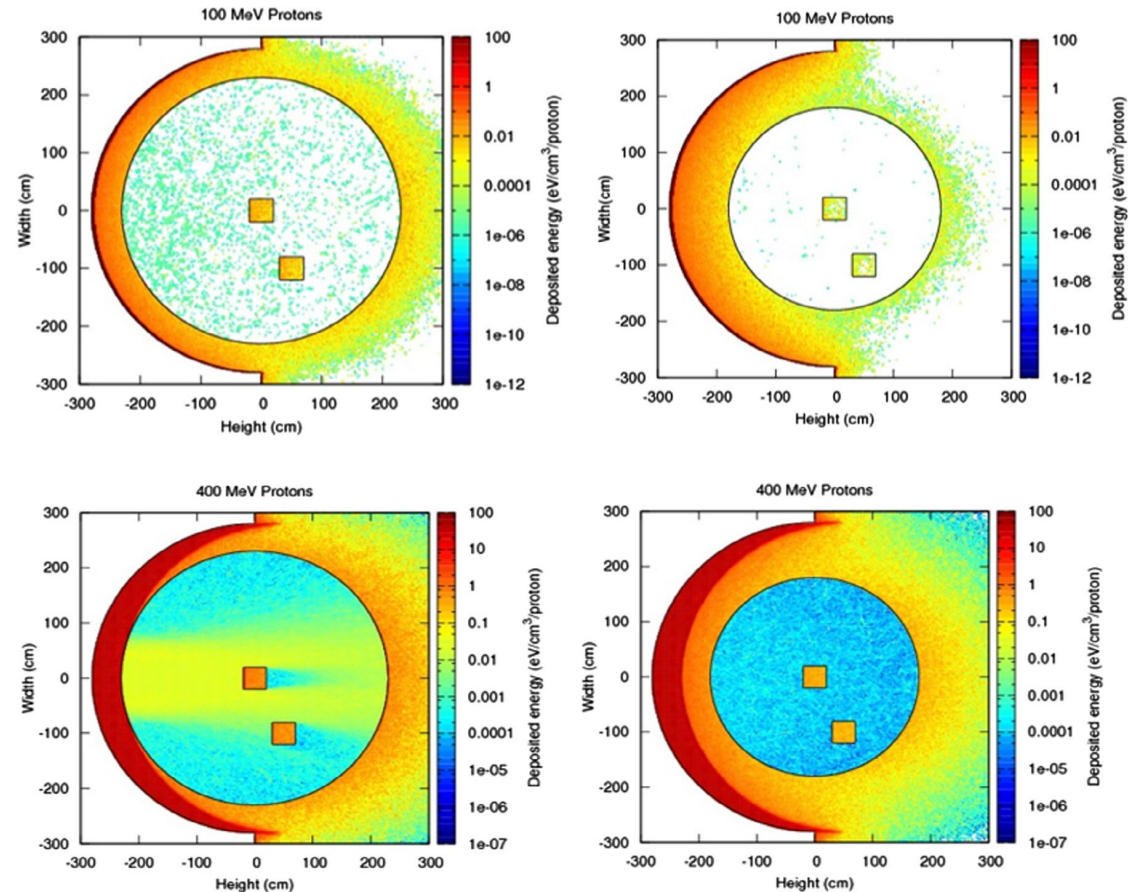 100 MeV Protons
300
200
100
0
-100
-200
-300
-300 -200 -100 0 100 200 300
Width (cm)
Height (cm)
100
1
0.01
0.0001
1e-06
1e-08
1e-10
1e-12
Deposited energy (eV/cm³/proton)
100 MeV Protons
300
200
100
0
-100
-200
-300
-300 -200 -100 0 100 200 300
Width(cm)
Height (cm)
100
1
0.01
0.0001
1e-06
1e-08
1e-10
1e-12
Deposited energy (eV/cm³/proton)
400 MeV Protons
300
200
100
0
-100
-200
-300
-300 -200 -100 0 100 200 300
Width (cm)
Height (cm)
100
10
1
0.1
0.01
0.001
0.0001
1e-05
1e-06
1e-07
Deposited energy (eV/cm³/proton)
400 MeV Protons
300
200
100
0
-100
-200
-300
-300 -200 -100 0 100 200 300
Width (cm)
Height (cm)
100
10
1
0.1
0.01
0.001
0.0001
1e-05
1e-06
1e-07
Deposited energy (eV/cm³/proton)